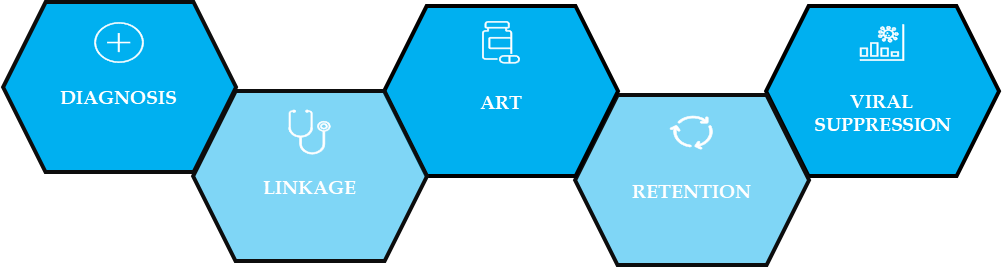 DIAGNOSIS
LINKAGE
ART
RETENTION
VIRAL
SUPPRESSION